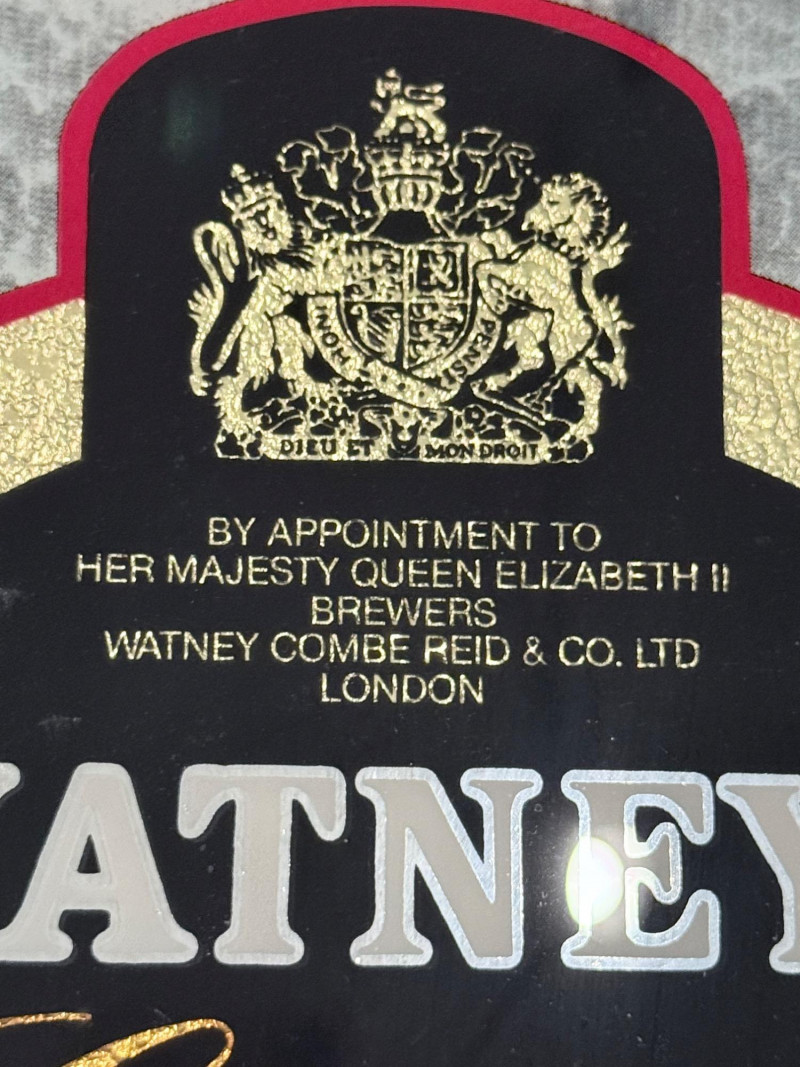 HONI PENSE
DIEU ET MON DROIT
BY APPOINTMENT TO
HER MAJESTY QUEEN ELIZABETH II
BREWERS
WATNEY COMBE REID & CO. LTD
LONDON
WATNEY